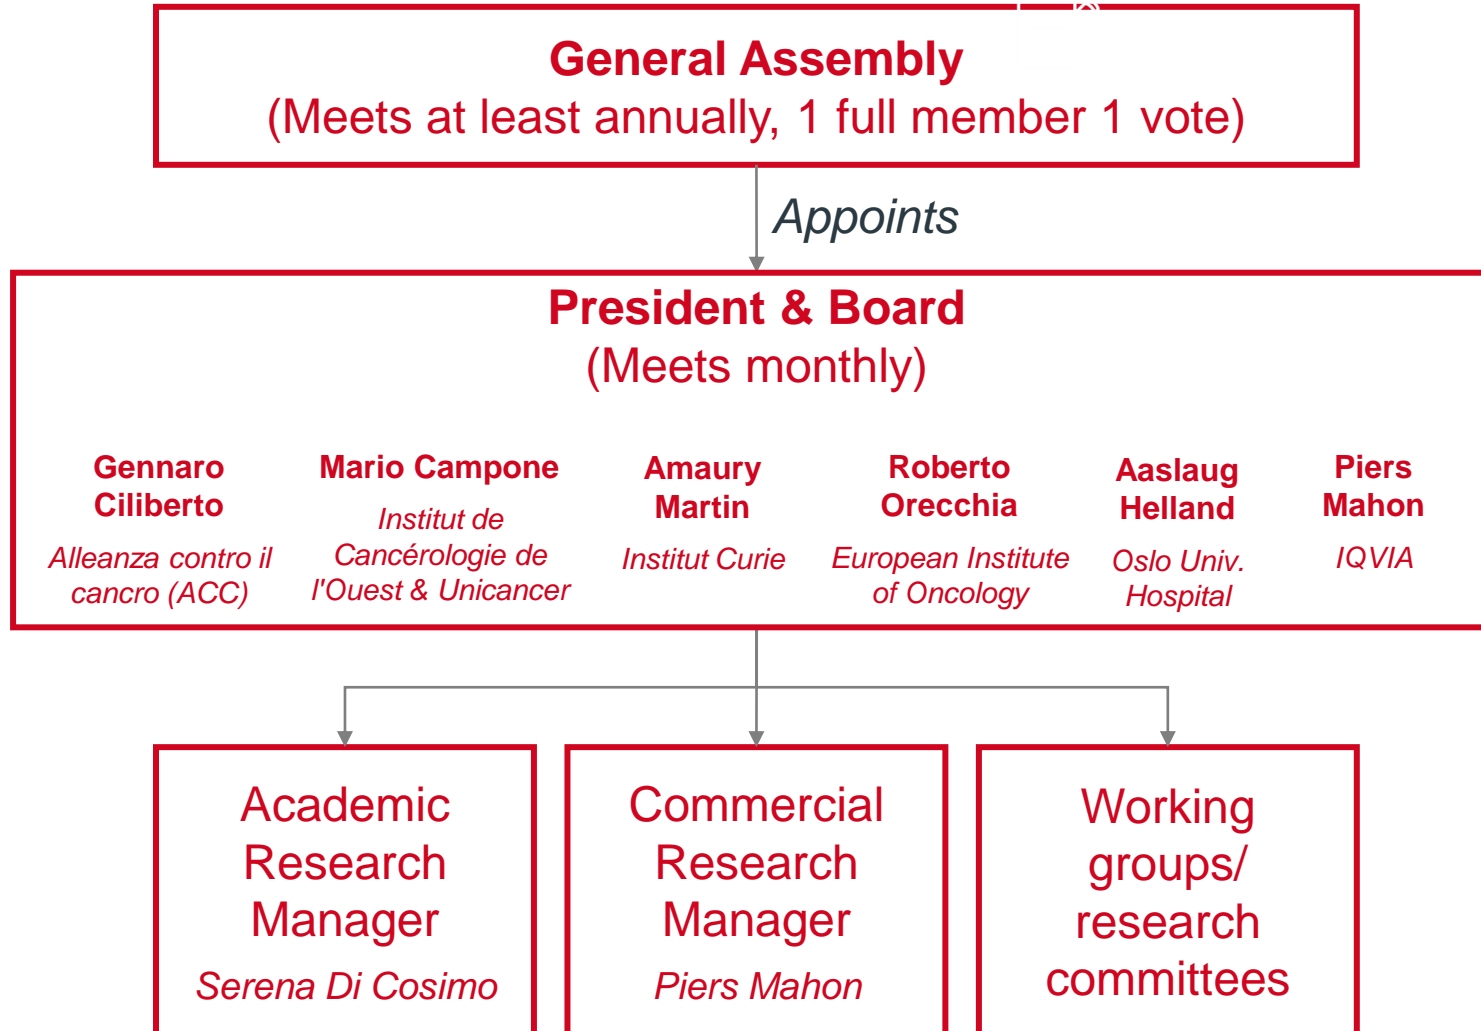 General Assembly
(Meets at least annually, 1 full member 1 vote)
Appoints
President & Board
(Meets monthly)
Gennaro
Ciliberto
Alleanza contro il
cancro (ACC)
Mario Campone
Institut de
Cancérologie de
l'Ouest & Unicancer
Amaury
Martin
Institut Curie
Roberto
Orecchia
European Institute
of Oncology
Aaslaug
Helland
Oslo Univ.
Hospital
Piers
Mahon
IQVIA
Academic
Research
Manager
Serena Di Cosimo
Commercial
Research
Manager
Piers Mahon
Working
groups/
research
committees